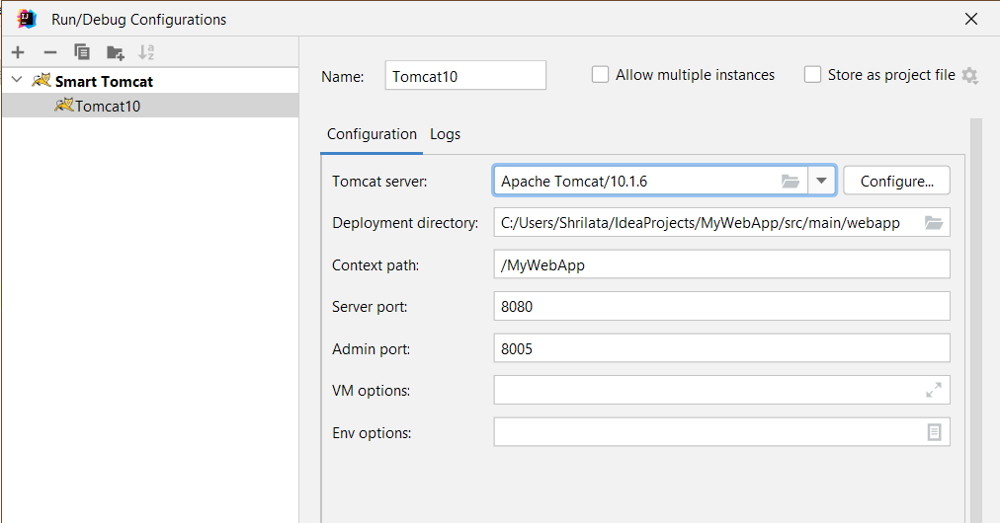 Run/Debug Configurations
Smart Tomcat
Tomcat10
Name: Tomcat10 Allow multiple instances Store as project file
Configuration Logs
Tomcat server: Apache Tomcat/10.1.6 Configure...
Deployment directory: C:/Users/Shrilata/IdeaProjects/MyWebApp/src/main/webapp
Context path: /MyWebApp
Server port: 8080
Admin port: 8005
VM options:
Env options: